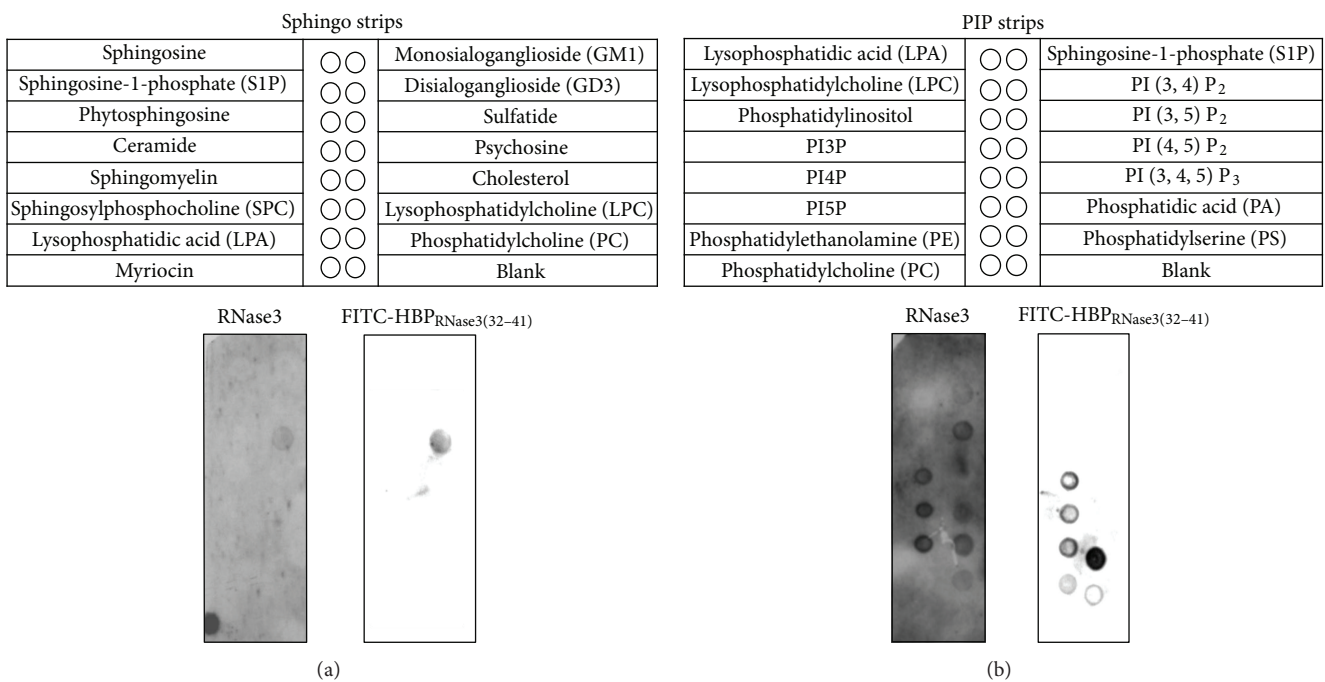 Sphingo strips
Sphingosine
Monosialoganglioside (GM1)
Sphingosine-1-phosphate (S1P)
Disialoganglioside (GD3)
Phytosphingosine
Sulfatide
Ceramide
Psychosine
Sphingomyelin
Cholesterol
Sphingosylphosphocholine (SPC)
Lysophosphatidylcholine (LPC)
Lysophosphatidic acid (LPA)
Phosphatidylcholine (PC)
Myriocin
Blank
RNase3
FITC-HBP RNase3(32–41)
(a)
PIP strips
Lysophosphatidic acid (LPA)
Sphingosine-1-phosphate (S1P)
Lysophosphatidylcholine (LPC)
PI (3, 4) P2
Phosphatidylinositol
PI (3, 5) P2
PI3P
PI (4, 5) P2
PI4P
PI (3, 4, 5) P3
PI5P
Phosphatidic acid (PA)
Phosphatidylethanolamine (PE)
Phosphatidylserine (PS)
Phosphatidylcholine (PC)
Blank
RNase3
FITC-HBP RNase3(32–41)
(b)